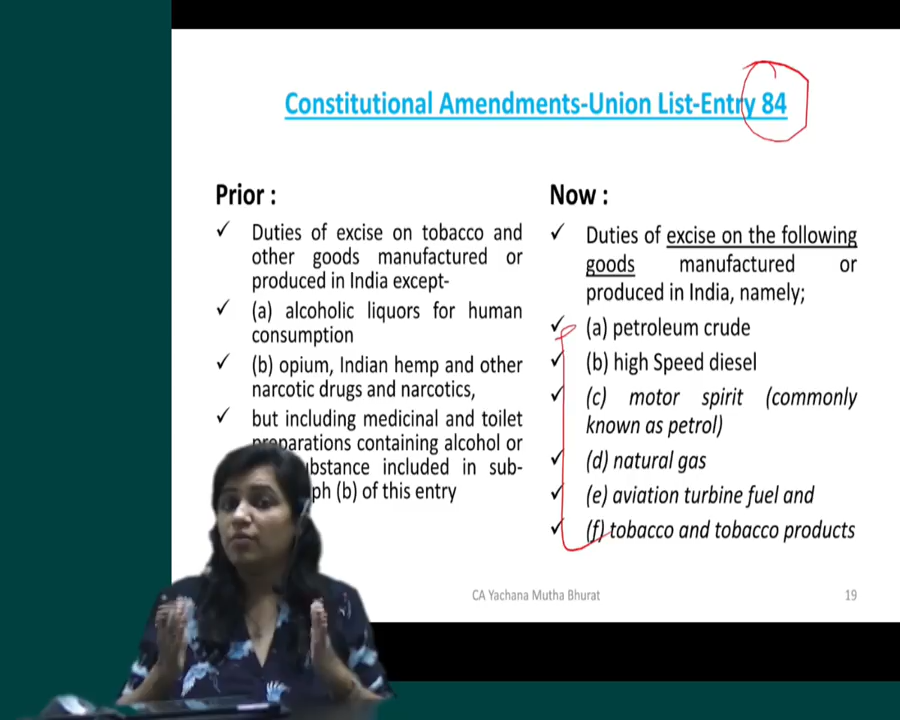 Constitutional Amendments-Union List-Entry 84
Prior :
✓ Duties of excise on tobacco and
other goods manufactured or
produced in India except-
✓ (a) alcoholic liquors for human
consumption
✓ (b) opium, Indian hemp and other
narcotic drugs and narcotics,
✓ but including medicinal and toilet
preparations containing alcohol or
included in sub-
(b) of this entry
Now :
✓ Duties of excise on the following
goods manufactured or
produced in India, namely;
✓ (a) petroleum crude
✓ (b) high Speed diesel
✓ (c) motor spirit (commonly
known as petrol)
✓ (d) natural gas
✓ (e) aviation turbine fuel and
✓ (f) tobacco and tobacco products
CA Yachana Mutha Bhurat
19